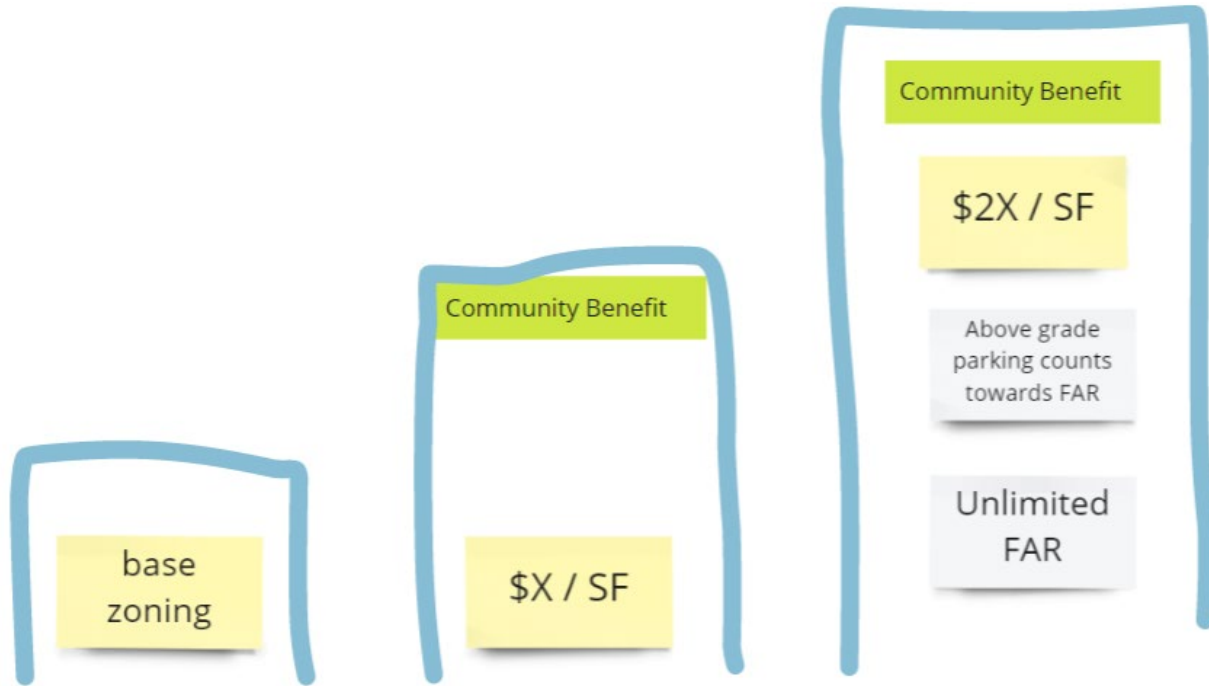 base
zoning
Community Benefit
$X / SF
Community Benefit
$2X / SF
Above grade
parking counts
towards FAR
Unlimited
FAR